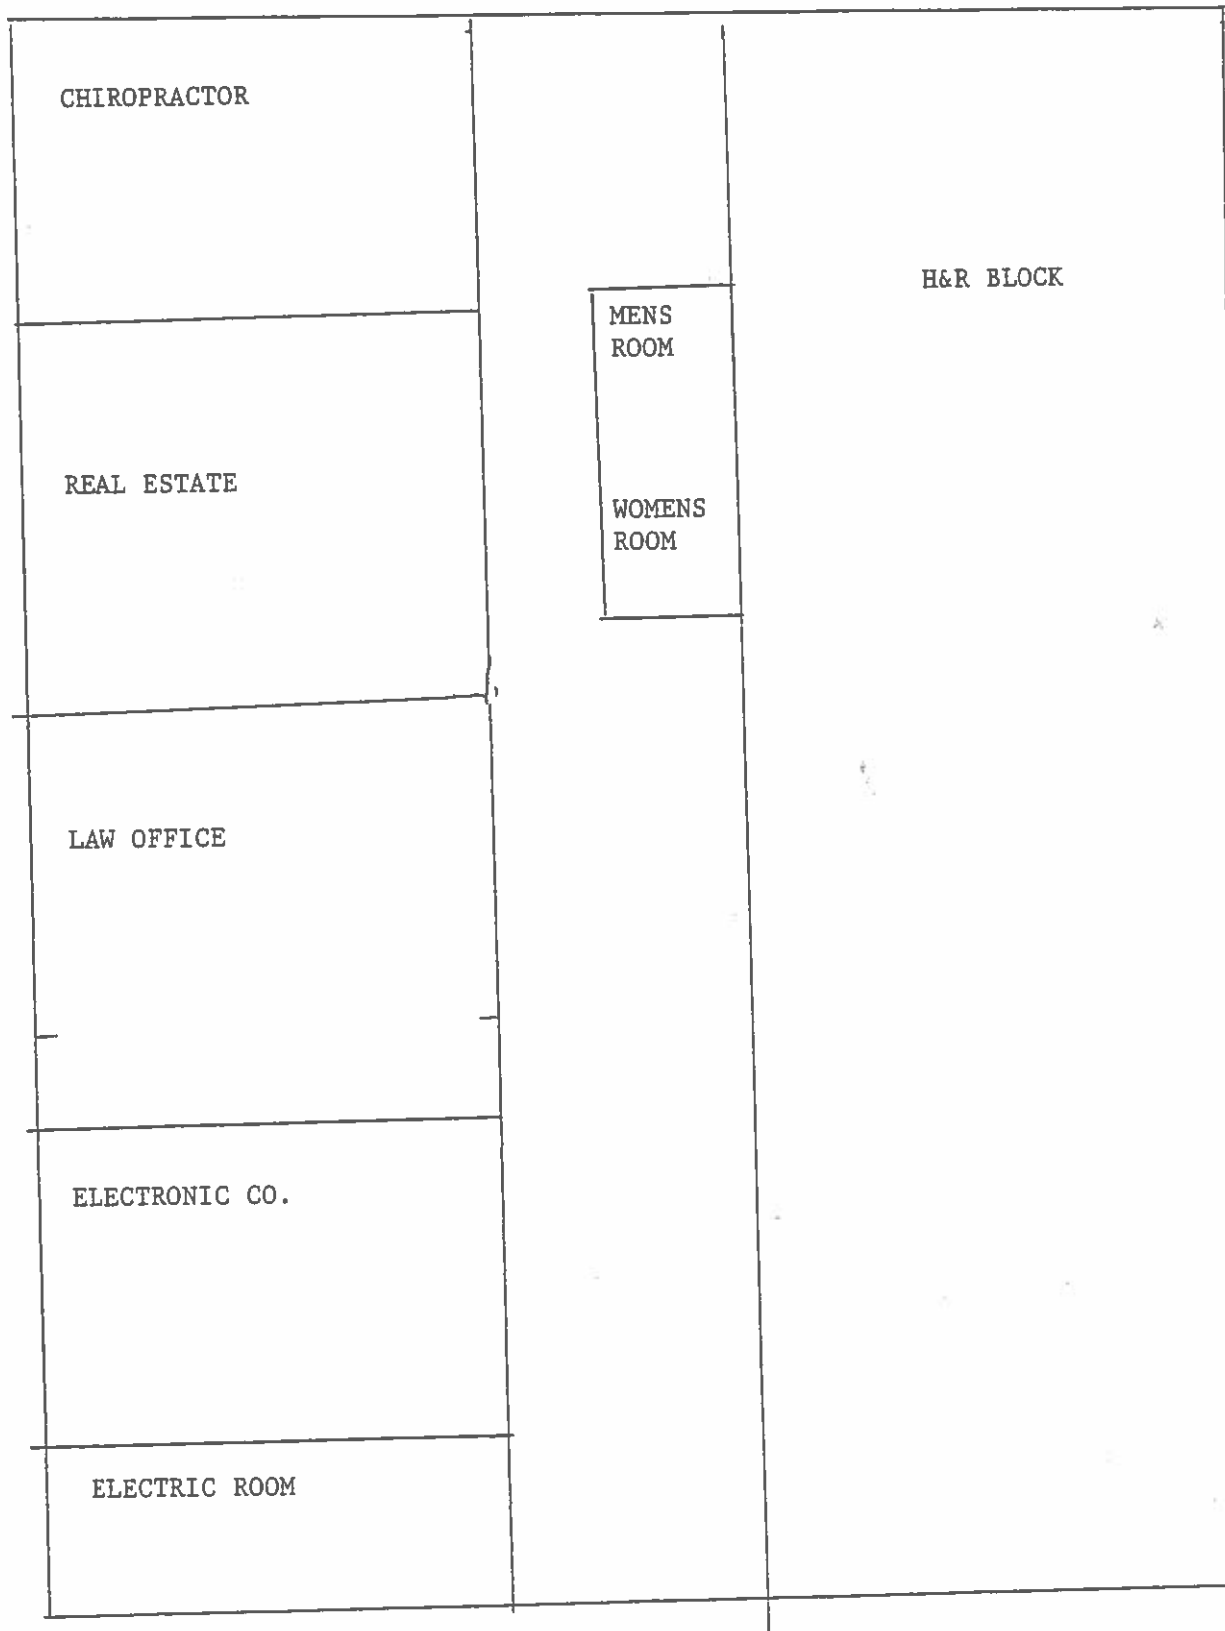 CHIROPRACTOR
H&R BLOCK
MENS
ROOM
REAL ESTATE
WOMENS
ROOM
LAW OFFICE
ELECTRONIC CO.
ELECTRIC ROOM